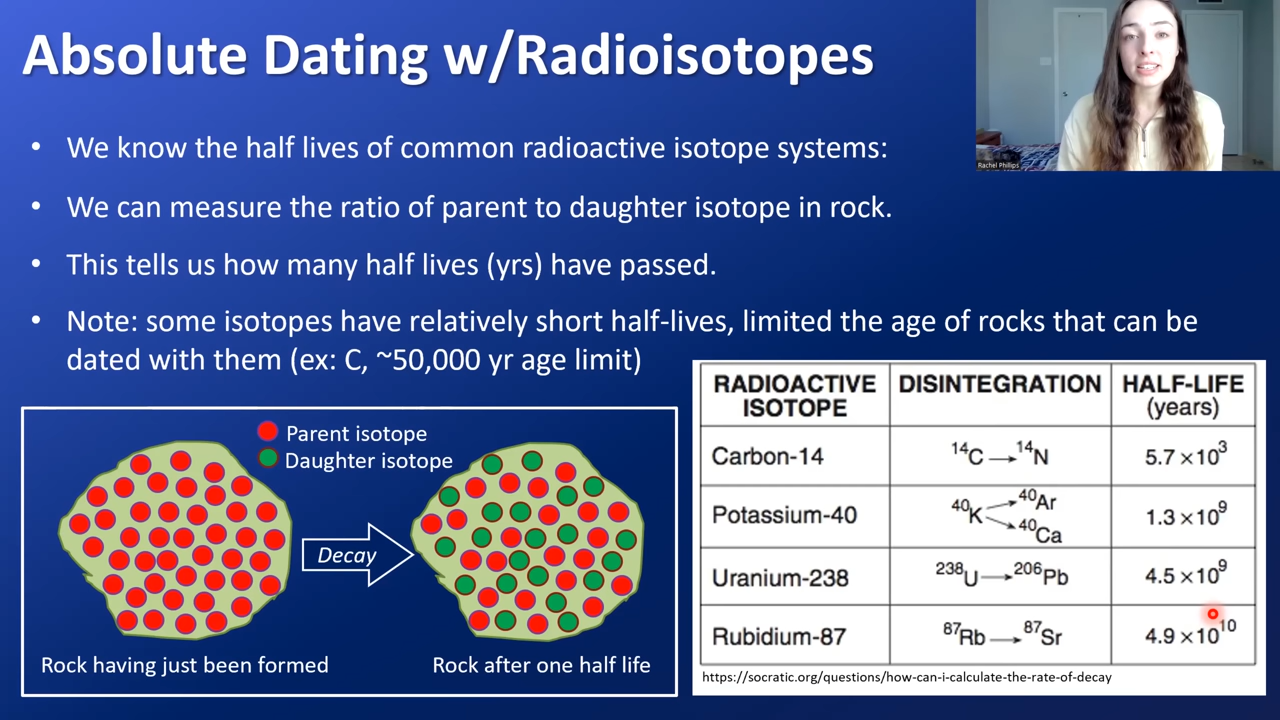 Absolute Dating w/Radioisotopes
Rachel Phillips
• We know the half lives of common radioactive isotope systems:
• We can measure the ratio of parent to daughter isotope in rock.
• This tells us how many half lives (yrs) have passed.
• Note: some isotopes have relatively short half-lives, limited the age of rocks that can be
dated with them (ex: C, ~50,000 yr age limit)
Parent isotope
Daughter isotope
Decay
Rock having just been formed
Rock after one half life
RADIOACTIVE ISOTOPE DISINTEGRATION HALF-LIFE (years)
Carbon-14 ¹⁴C → ¹⁴N 5.7 × 10³
Potassium-40 ⁴⁰K → ⁴⁰Ar → ⁴⁰Ca 1.3 × 10⁹
Uranium-238 ²³⁸U → ²⁰⁶Pb 4.5 × 10⁹
Rubidium-87 ⁸⁷Rb → ⁸⁷Sr 4.9 × 10¹⁰
https://socratic.org/questions/how-can-i-calculate-the-rate-of-decay